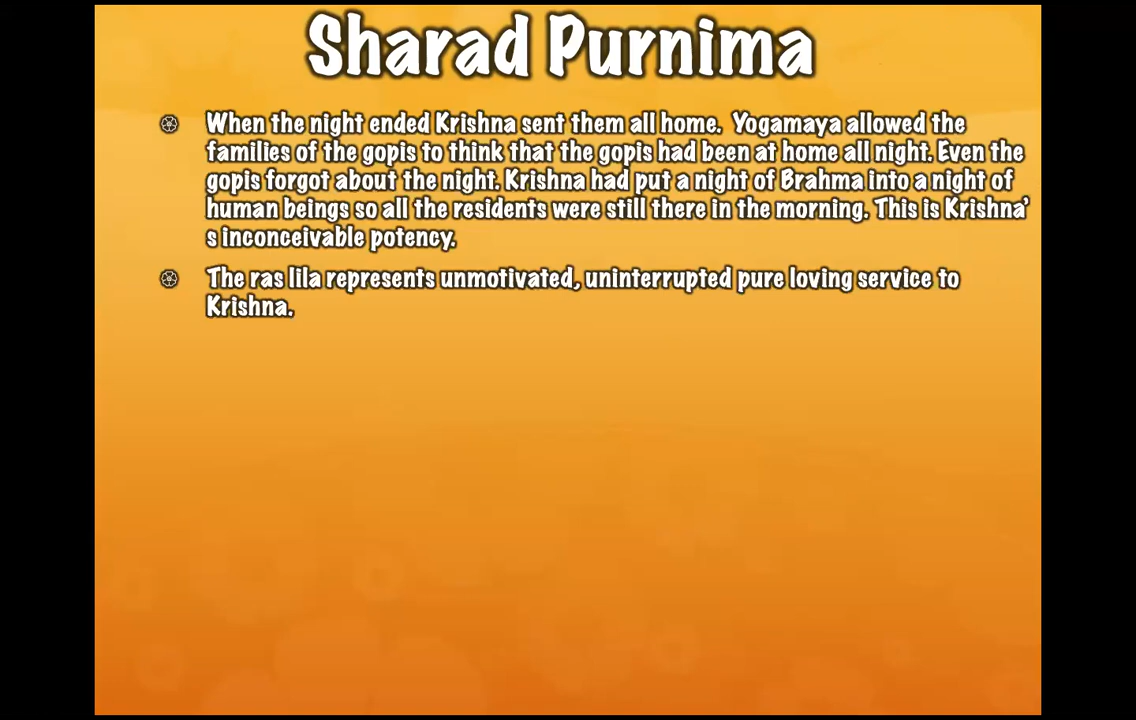 Sharad Purnima
When the night ended Krishna sent them all home.  Yogamaya allowed the
families of the gopis to think that the gopis had been at home all night. Even the
gopis forgot about the night. Krishna had put a night of Brahma into a night of
human beings so all the residents were still there in the morning. This is Krishna’
s inconceivable potency.
The ras lila represents unmotivated, uninterrupted pure loving service to
Krishna.